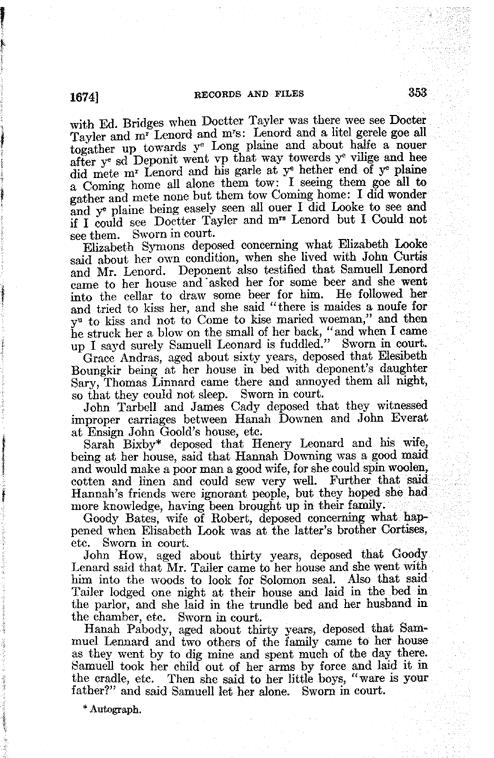 1674] RECORDS AND FILES 353
with Ed. Bridges when Doctter Tayler was there wee see Docter
Tayler and mʳ Lenord and mʳs: Lenord and a litel gerele goe all
togather up towards yᵉ Long plaine and about halfe a nouer
after yᵉ sd Deponit went vp that way towerds yᵉ vilige and hee
did mete mʳ Lenord and his garle at yᵉ hether end of yᵉ plaine
a Coming home all alone them tow: I seeing them goe all to
gather and mete none but them tow Coming home: I did wonder
and yᵉ plaine being easely seen all ouer I did Looke to see and
if I could see Doctter Tayler and mʳˢ Lenord but I Could not
see them. Sworn in court.
Elizabeth Symons deposed concerning what Elizabeth Looke
said about her own condition, when she lived with John Curtis
and Mr. Lenord. Deponent also testified that Samuell Lenord
came to her house and asked her for some beer and she went
into the cellar to draw some beer for him. He followed her
and tried to kiss her, and she said "there is maides a noufe for
yᵘ to kiss and not to Come to kise maried woeman," and then
he struck her a blow on the small of her back, "and when I came
up I sayd surely Samuell Leonard is fuddled." Sworn in court.
Grace Andras, aged about sixty years, deposed that Elesibeth
Boungkir being at her house in bed with deponent's daughter
Sary, Thomas Linnard came there and annoyed them all night,
so that they could not sleep. Sworn in court.
John Tarbell and James Cady deposed that they witnessed
improper carriages between Hanah Downen and John Everat
at Ensign John Goold's house, etc.
Sarah Bixby* deposed that Henery Leonard and his wife,
being at her house, said that Hannah Downing was a good maid
and would make a poor man a good wife, for she could spin woolen,
cotten and linen and could sew very well. Further that said
Hannah's friends were ignorant people, but they hoped she had
more knowledge, having been brought up in their family.
Goody Bates, wife of Robert, deposed concerning what hap-
pened when Elisabeth Look was at the latter's brother Cortises,
etc. Sworn in court.
John How, aged about thirty years, deposed that Goody
Lenard said that Mr. Tailer came to her house and she went with
him into the woods to look for Solomon seal. Also that said
Tailer lodged one night at their house and laid in the bed in
the parlor, and she laid in the trundle bed and her husband in
the chamber, etc. Sworn in court.
Hanah Pabody, aged about thirty years, deposed that Sam-
muel Lennard and two others of the family came to her house
as they went by to dig mine and spent much of the day there.
Samuell took her child out of her arms by force and laid it in
the cradle, etc. Then she said to her little boys, "ware is your
father?" and said Samuell let her alone. Sworn in court.
* Autograph.